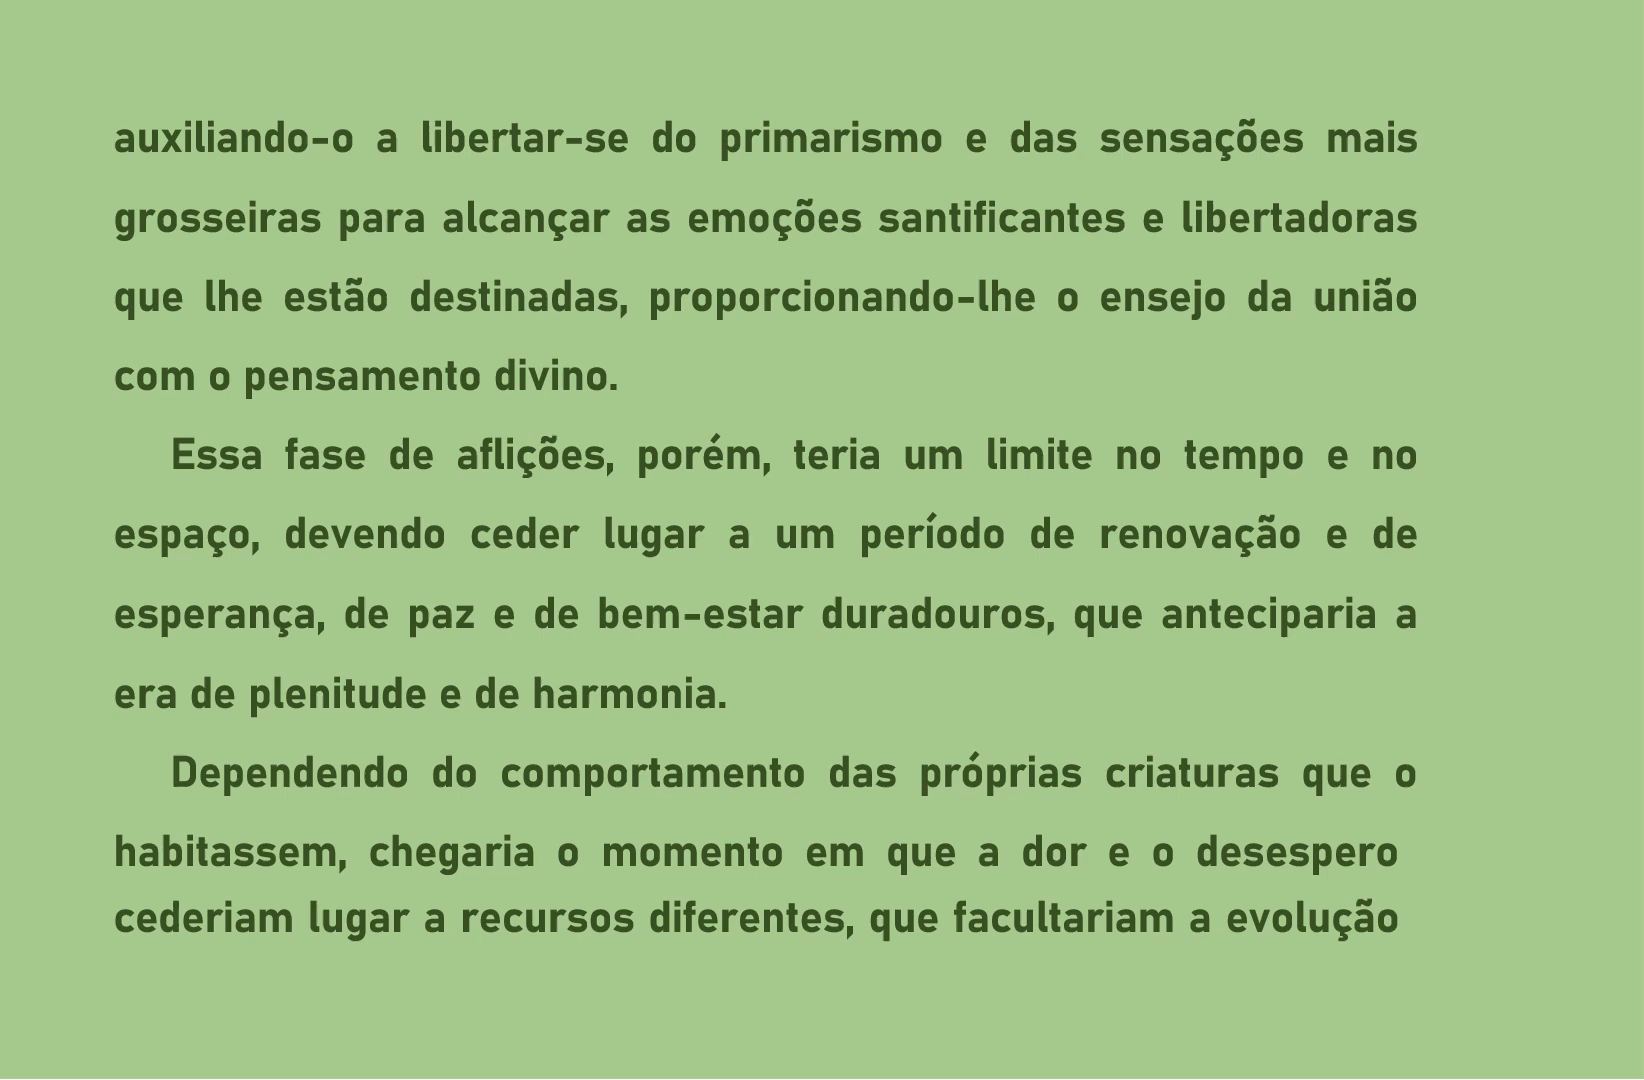 auxiliando-o a libertar-se do primarismo e das sensações mais
grosseiras para alcançar as emoções santificantes e libertadoras
que lhe estão destinadas, proporcionando-lhe o ensejo da união
com o pensamento divino.
Essa fase de aflições, porém, teria um limite no tempo e no
espaço, devendo ceder lugar a um período de renovação e de
esperança, de paz e de bem-estar duradouros, que anteciparia a
era de plenitude e de harmonia.
Dependendo do comportamento das próprias criaturas que o
habitassem, chegaria o momento em que a dor e o desespero
cederiam lugar a recursos diferentes, que facultariam a evolução